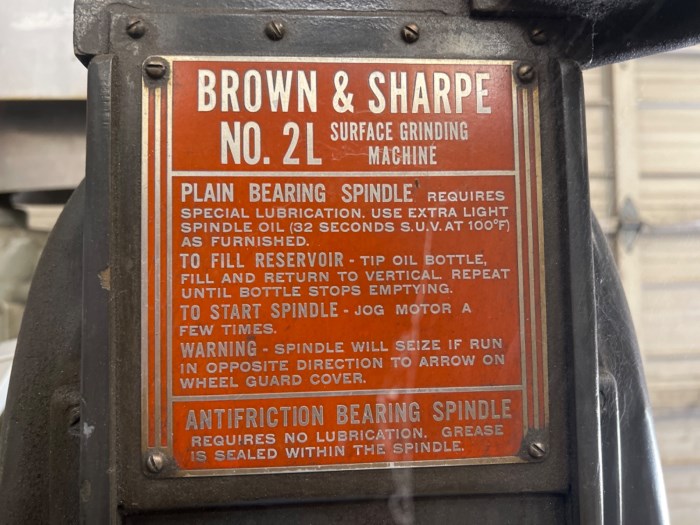 BROWN & SHARPE
NO. 2L SURFACE GRINDING
MACHINE
PLAIN BEARING SPINDLE REQUIRES
SPECIAL LUBRICATION. USE EXTRA LIGHT
SPINDLE OIL (32 SECONDS S.U.V. AT 100°F)
AS FURNISHED.
TO FILL RESERVOIR - TIP OIL BOTTLE,
FILL AND RETURN TO VERTICAL. REPEAT
UNTIL BOTTLE STOPS EMPTYING.
TO START SPINDLE - JOG MOTOR A
FEW TIMES.
WARNING - SPINDLE WILL SEIZE IF RUN
IN OPPOSITE DIRECTION TO ARROW ON
WHEEL GUARD COVER.
ANTIFRICTION BEARING SPINDLE
REQUIRES NO LUBRICATION. GREASE
IS SEALED WITHIN THE SPINDLE.